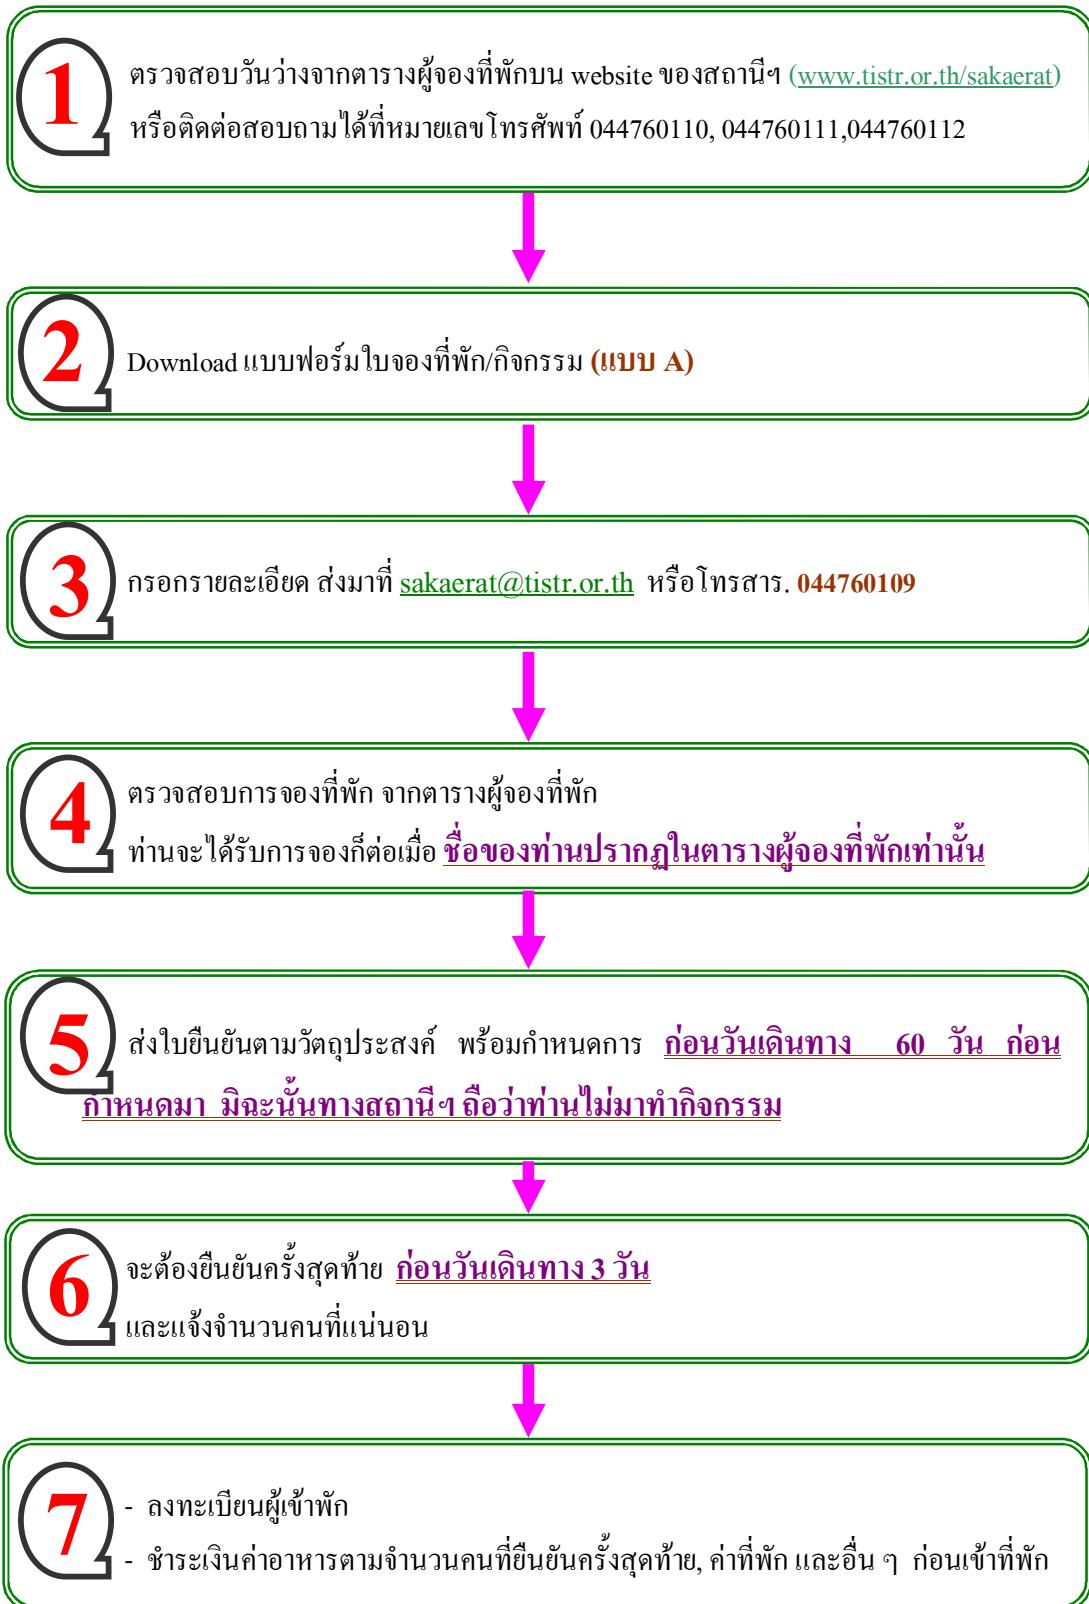 1
ตรวจสอบวันว่างจากตารางผู้จองที่พักบน website ของสถานีฯ (www.tistr.or.th/sakaerat)
หรือติดต่อสอบถามได้ที่หมายเลขโทรศัพท์ 044760110, 044760111,044760112
2
Download แบบฟอร์มใบจองที่พัก/กิจกรรม (แบบ A)
3
กรอกรายละเอียด ส่งมาที่ sakaerat@tistr.or.th หรือโทรสาร. 044760109
4
ตรวจสอบการจองที่พัก จากตารางผู้จองที่พัก
ท่านจะได้รับการจองก็ต่อเมื่อ ชื่อของท่านปรากฏในตารางผู้จองที่พักเท่านั้น
5
ส่งใบยืนยันตามวัตถุประสงค์ พร้อมกำหนดการ ก่อนวันเดินทาง 60 วัน ก่อน
กำหนดมา มิฉะนั้นทางสถานีฯ ถือว่าท่านไม่มาทำกิจกรรม
6
จะต้องยืนยันครั้งสุดท้าย ก่อนวันเดินทาง 3 วัน
และแจ้งจำนวนคนที่แน่นอน
7
- ลงทะเบียนผู้เข้าพัก
- ชำระเงินค่าอาหารตามจำนวนคนที่ยืนยันครั้งสุดท้าย, ค่าที่พัก และอื่น ๆ ก่อนเข้าที่พัก